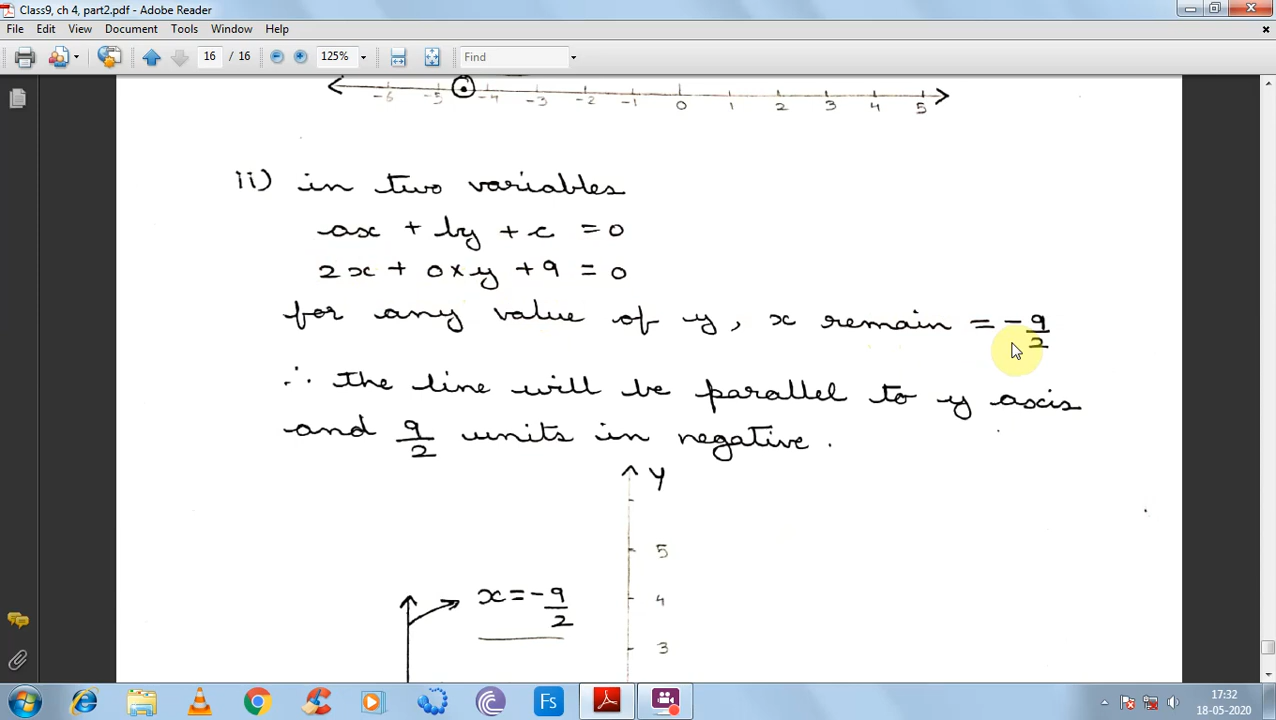 Class9, ch 4, part2.pdf - Adobe Reader
File Edit View Document Tools Window Help
16 / 16 125% Find
-6 -5 -4 -3 -2 -1 0 1 2 3 4 5
ii) in two variables
ax + by + c = 0
2x + 0xy + 9 = 0
for any value of y, x remain = -9/2
∴ the line will be parallel to y axis
and 9/2 units in negative.
Y
5
x = -9/2
4
3
Fs
17:32
18-05-2020